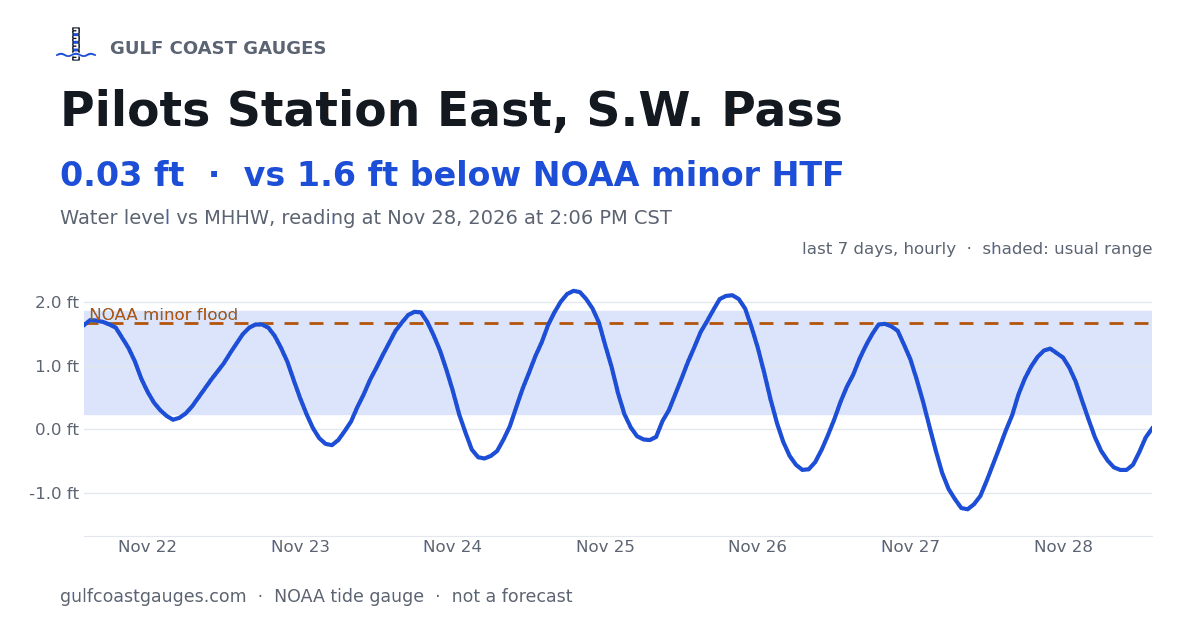 GULF COAST GAUGES
Pilots Station East, S.W. Pass
0.03 ft · vs 1.6 ft below NOAA minor HTF
Water level vs MHHW, reading at Nov 28, 2026 at 2:06 PM CST
last 7 days, hourly · shaded: usual range
2.0 ft
NOAA minor flood
1.0 ft
0.0 ft
-1.0 ft
Nov 22 Nov 23 Nov 24 Nov 25 Nov 26 Nov 27 Nov 28
gulfcoastgauges.com · NOAA tide gauge · not a forecast